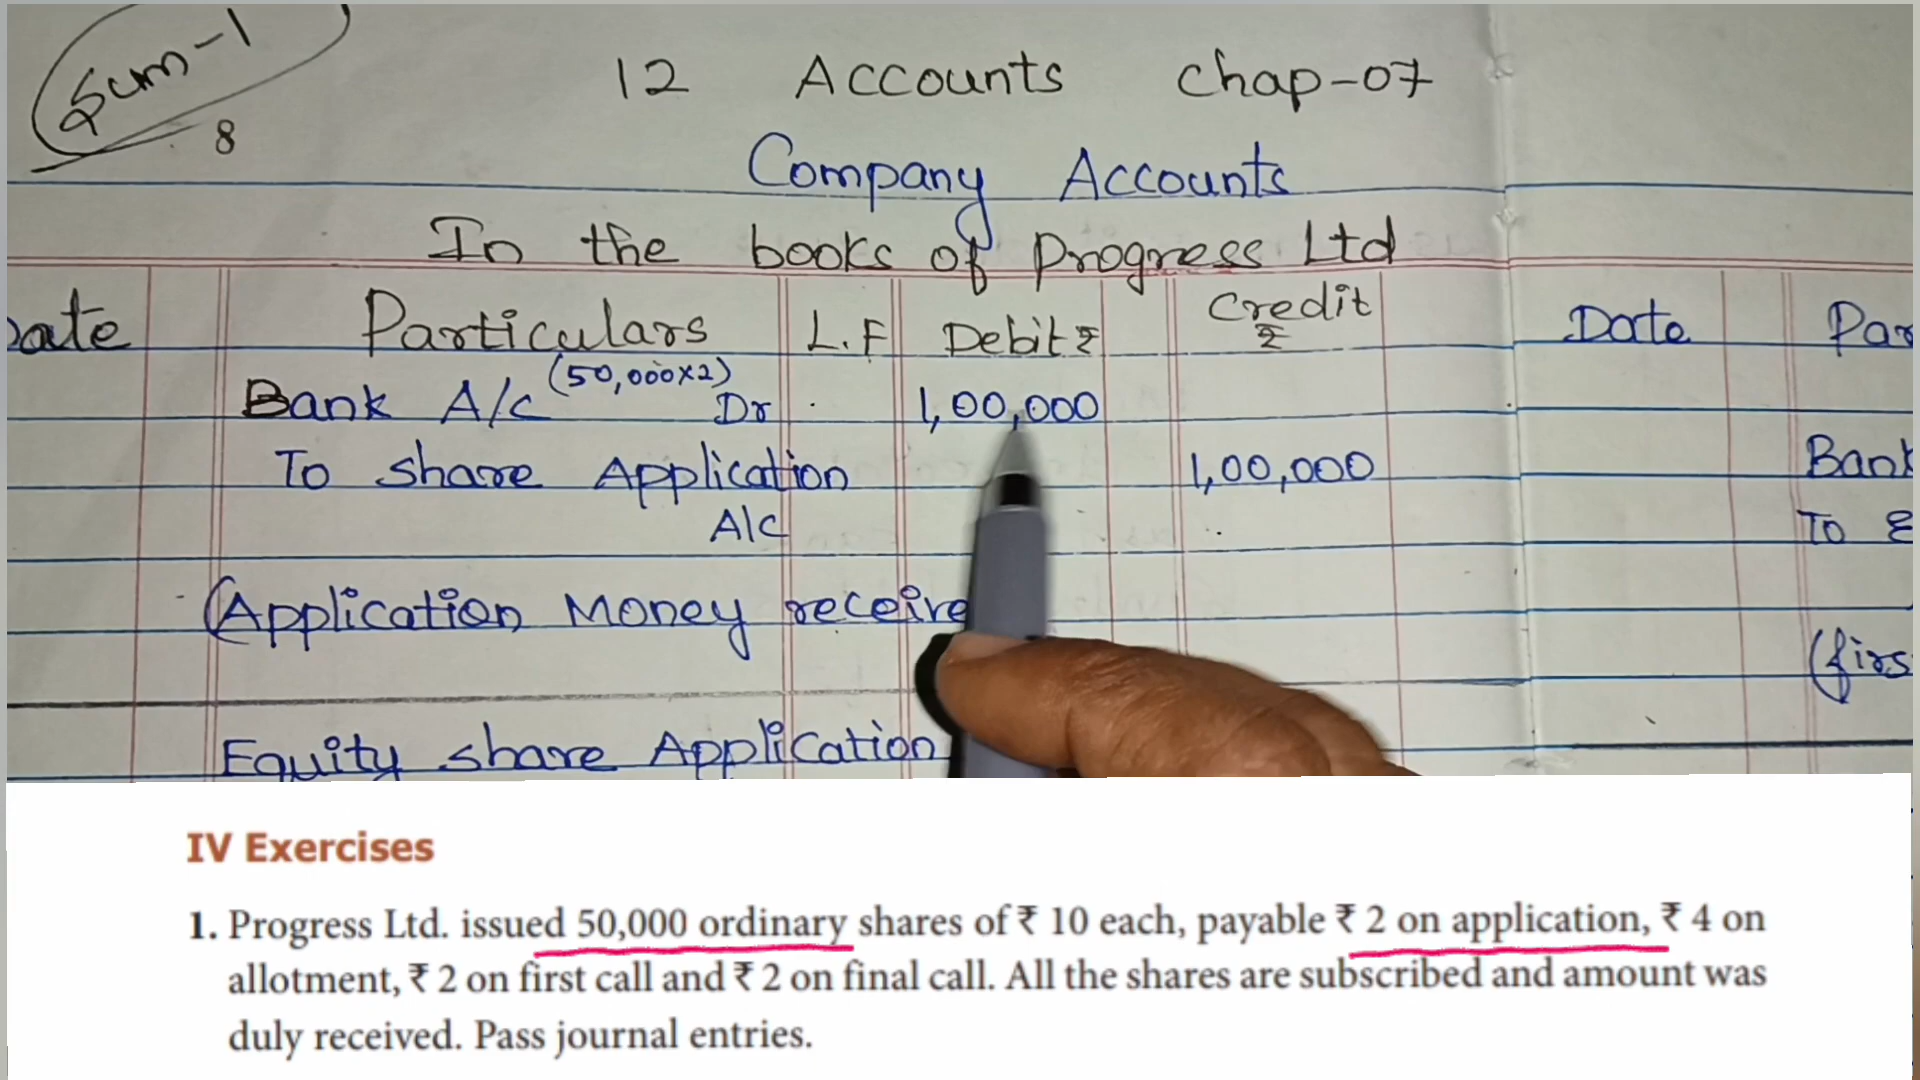 Sum-1
8
12 Accounts Chap-07
Company Accounts
In the books of Progress Ltd
Date Particulars L.F Debit ₹ Credit ₹ Date Par
Bank A/c (50,000x2) Dr 1,00,000
To share Application 1,00,000 Bank
A/c To E
(Application Money receive (firs
Equity share Application
IV Exercises
1. Progress Ltd. issued 50,000 ordinary shares of ₹ 10 each, payable ₹ 2 on application, ₹ 4 on
allotment, ₹ 2 on first call and ₹ 2 on final call. All the shares are subscribed and amount was
duly received. Pass journal entries.